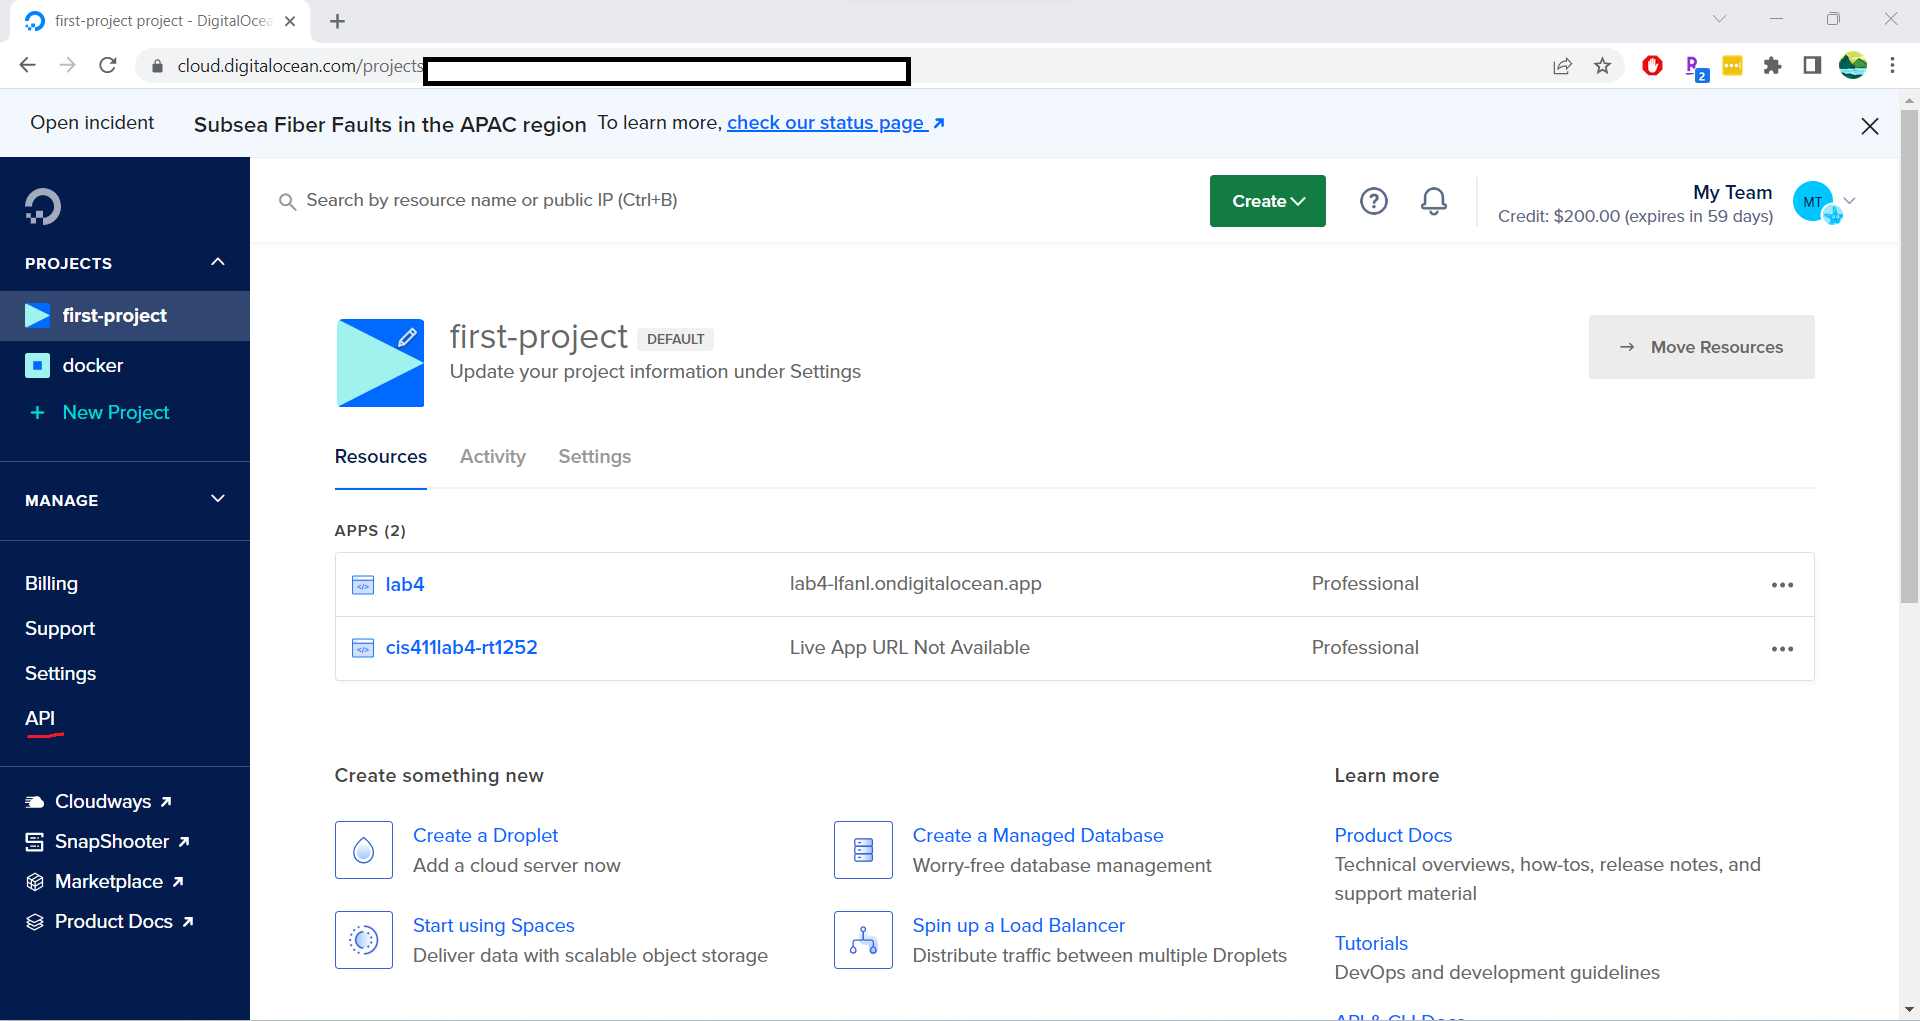 first-project project - DigitalOcea
cloud.digitalocean.com/projects
2
Open incident Subsea Fiber Faults in the APAC region To learn more, check our status page
Search by resource name or public IP (Ctrl+B)
Create
My Team
Credit: $200.00 (expires in 59 days)
MT
PROJECTS
first-project
docker
+ New Project
MANAGE
Billing
Support
Settings
API
Cloudways
SnapShooter
Marketplace
Product Docs
first-project DEFAULT
Update your project information under Settings
→ Move Resources
Resources Activity Settings
APPS (2)
lab4 lab4-lfanl.ondigitalocean.app Professional
cis411lab4-rt1252 Live App URL Not Available Professional
Create something new
Create a Droplet
Add a cloud server now
Create a Managed Database
Worry-free database management
Start using Spaces
Deliver data with scalable object storage
Spin up a Load Balancer
Distribute traffic between multiple Droplets
Learn more
Product Docs
Technical overviews, how-tos, release notes, and
support material
Tutorials
DevOps and development guidelines
API & CLI Docs